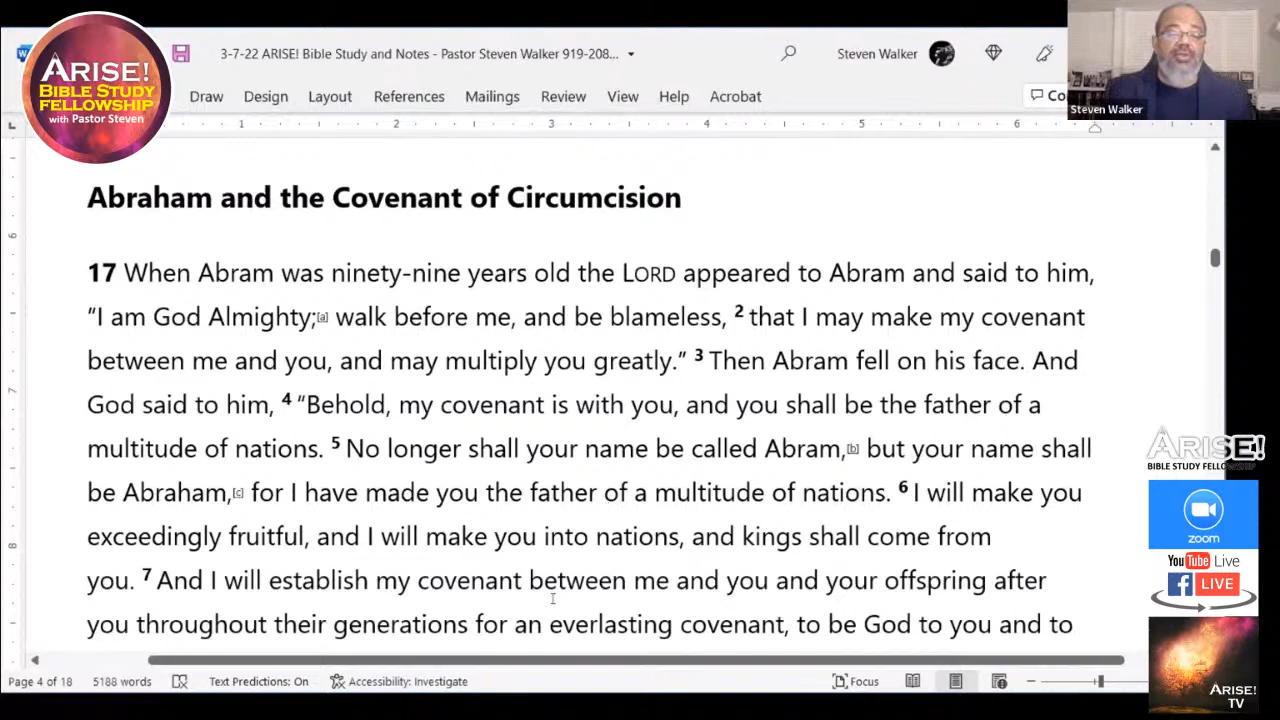 ARISE!
BIBLE STUDY
FELLOWSHIP
with Pastor Steven
3-7-22 ARISE! Bible Study and Notes - Pastor Steven Walker 919-208...
Steven Walker
Draw Design Layout References Mailings Review View Help Acrobat
Co
Steven Walker
1 2 3 4 5 6
Abraham and the Covenant of Circumcision
17 When Abram was ninety-nine years old the LORD appeared to Abram and said to him,
“I am God Almighty;[a] walk before me, and be blameless, 2 that I may make my covenant
between me and you, and may multiply you greatly.” 3 Then Abram fell on his face. And
God said to him, 4 “Behold, my covenant is with you, and you shall be the father of a
multitude of nations. 5 No longer shall your name be called Abram,[b] but your name shall
be Abraham,[c] for I have made you the father of a multitude of nations. 6 I will make you
exceedingly fruitful, and I will make you into nations, and kings shall come from
you. 7 And I will establish my covenant between me and you and your offspring after
you throughout their generations for an everlasting covenant, to be God to you and to
6
7
8
ARISE!
BIBLE STUDY FELLOWSHIP
zoom
YouTube Live
f LIVE
ARISE!
TV
Page 4 of 18 5188 words Text Predictions: On Accessibility: Investigate Focus